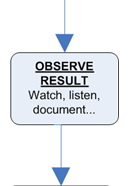 OBSERVE
RESULT
Watch, listen,
document...